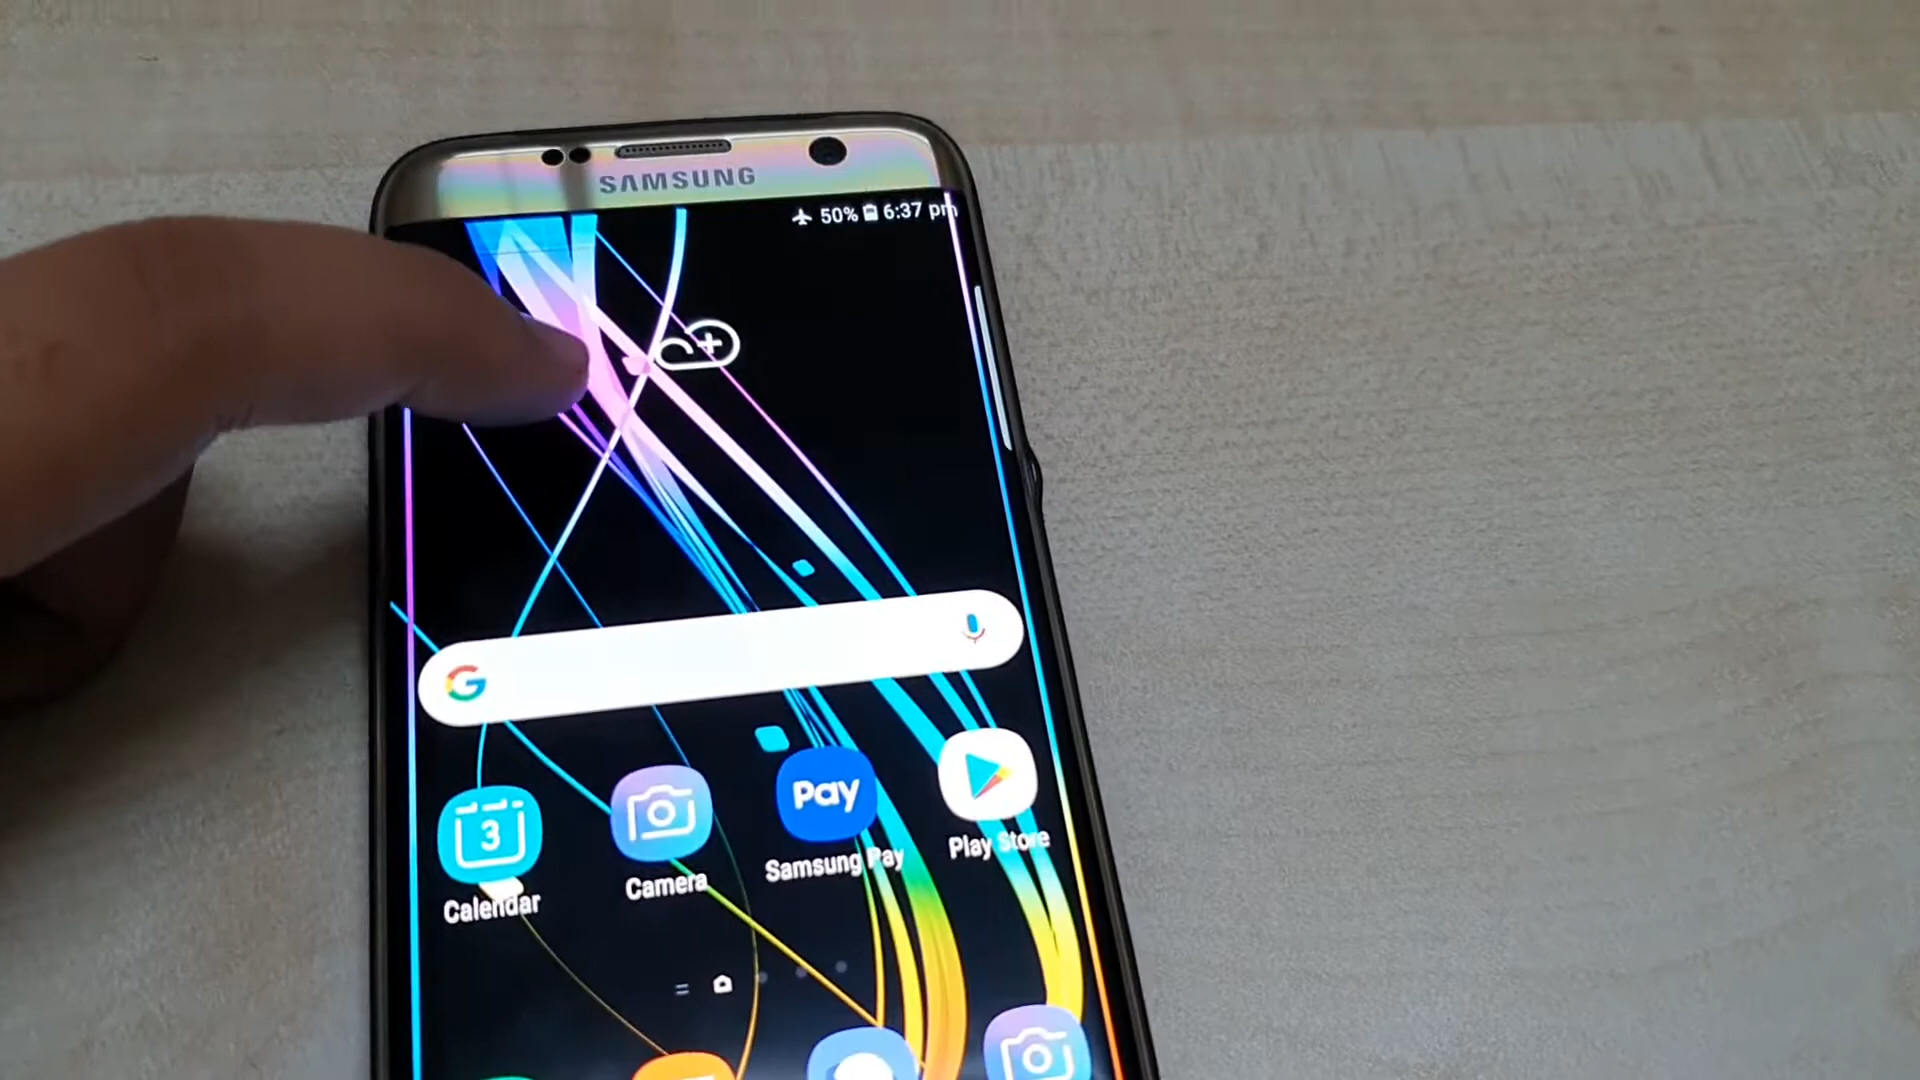 SAMSUNG
50% 6:37 pm
G
Pay
3
Calendar
Camera
Samsung Pay
Play Store